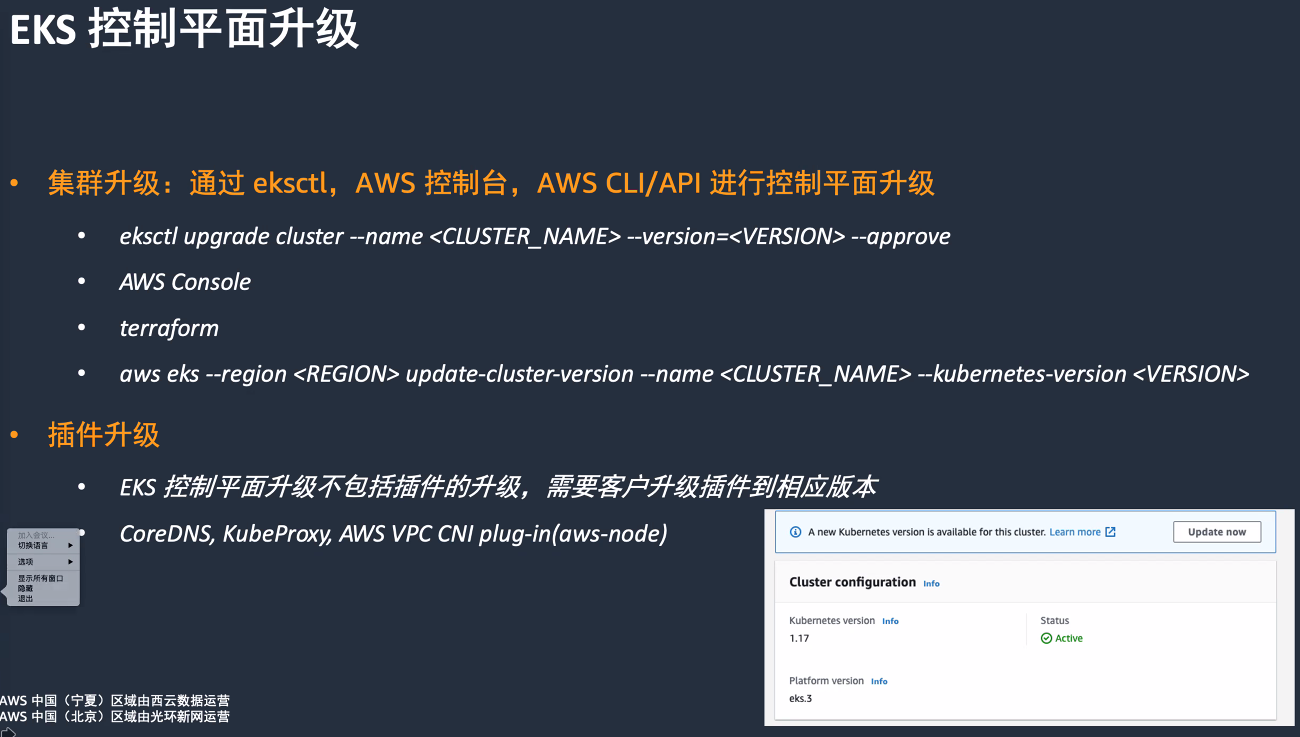 EKS 控制平面升级
• 集群升级：通过 eksctl，AWS 控制台，AWS CLI/API 进行控制平面升级
• eksctl upgrade cluster --name <CLUSTER_NAME> --version=<VERSION> --approve
• AWS Console
• terraform
• aws eks --region <REGION> update-cluster-version --name <CLUSTER_NAME> --kubernetes-version <VERSION>
• 插件升级
• EKS 控制平面升级不包括插件的升级，需要客户升级插件到相应版本
• CoreDNS, KubeProxy, AWS VPC CNI plug-in(aws-node)
加入会议...
切换语言
选项
显示所有窗口
隐藏
退出
A new Kubernetes version is available for this cluster. Learn more
Update now
Cluster configuration Info
Kubernetes version Info
1.17
Status
Active
Platform version Info
eks.3
AWS 中国（宁夏）区域由西云数据运营
AWS 中国（北京）区域由光环新网运营